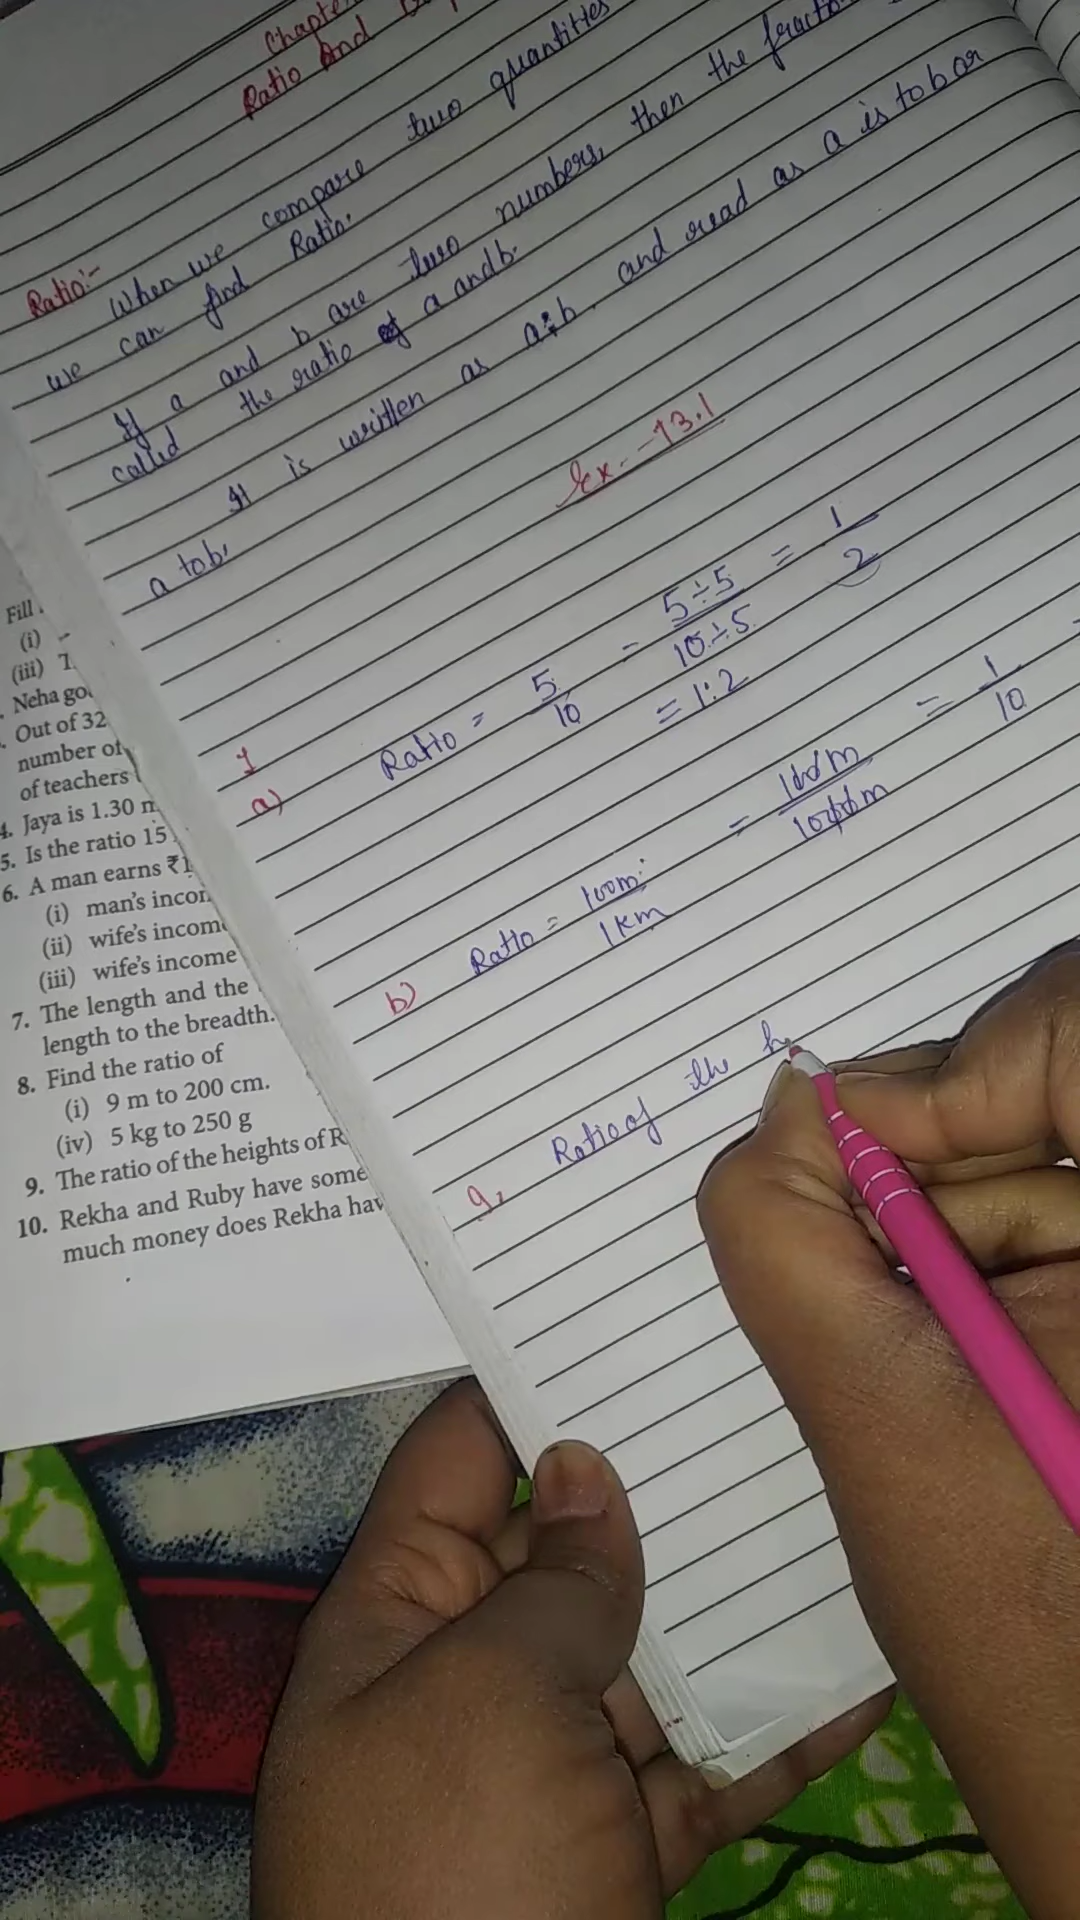 Chapter
Ratio And
Ratio:-
When we compare two quantities
we can find Ratio.
If a and b are two numbers, then the fraction
called the ratio of a and b.
It is written as a:b, and read as a is to b or
a to b.
Ex.-13.1
1
a) Ratio = 5/10 = 5÷5/10÷5 = 1/2
= 1:2
b) Ratio = 100m/1km = 100m/1000m = 1/10
9. Ratio of the h
Fill
(i)
(iii)
Neha go
Out of 32
number of
of teachers
4. Jaya is 1.30 m
5. Is the ratio 15
6. A man earns ₹1
(i) man's incom
(ii) wife's incom
(iii) wife's income
7. The length and the
length to the breadth.
8. Find the ratio of
(i) 9 m to 200 cm.
(iv) 5 kg to 250 g
9. The ratio of the heights of R
10. Rekha and Ruby have some
much money does Rekha hav